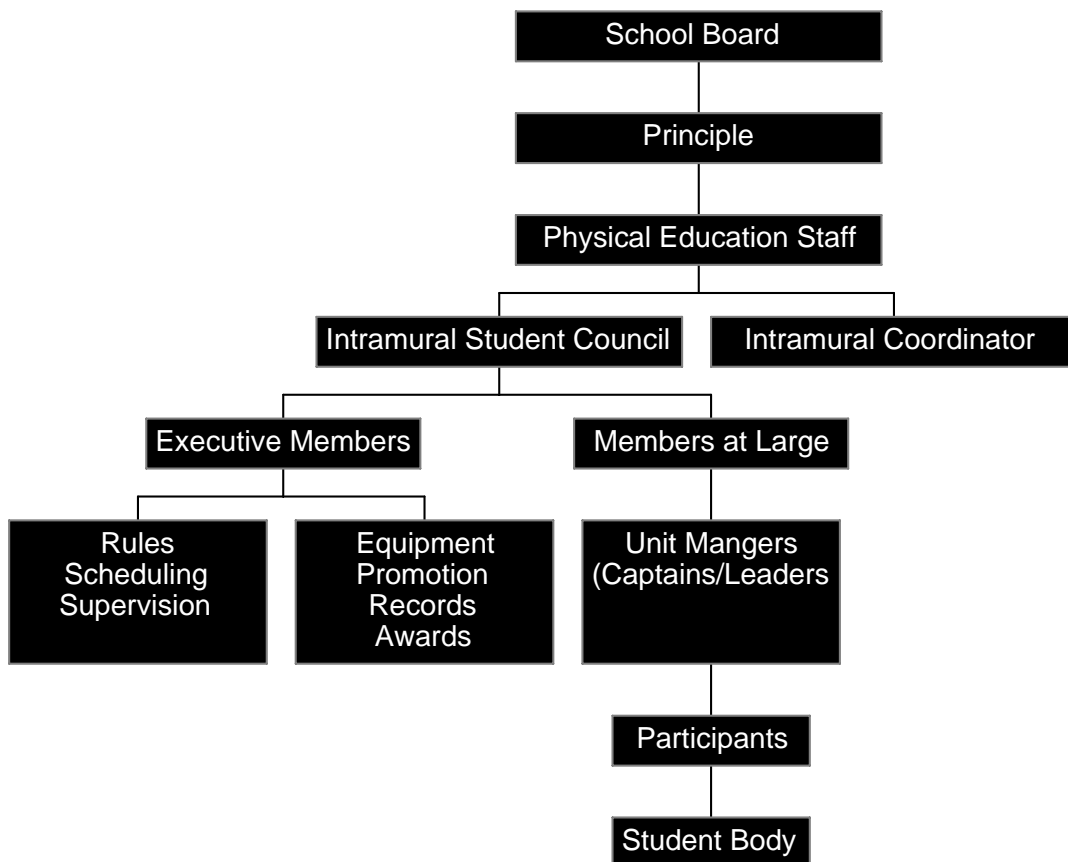 School Board
Principle
Physical Education Staff
Intramural Student Council
Intramural Coordinator
Executive Members
Members at Large
Rules
Scheduling
Supervision
Equipment
Promotion
Records
Awards
Unit Mangers
(Captains/Leaders
Participants
Student Body